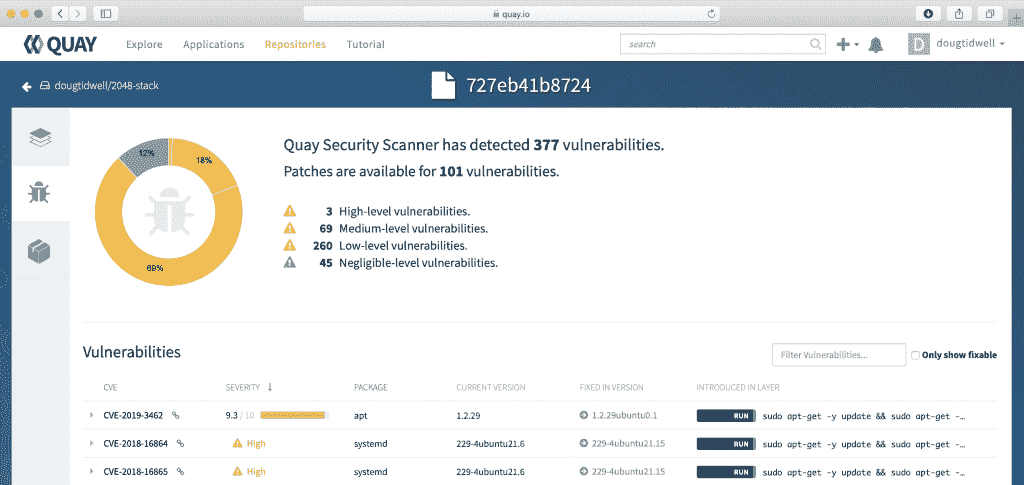 quay.io
QUAY Explore Applications Repositories Tutorial search dougtidwell
D
dougtidwell/2048-stack 727eb41b8724
12%
18%
69%
Quay Security Scanner has detected 377 vulnerabilities.
Patches are available for 101 vulnerabilities.
3 High-level vulnerabilities.
69 Medium-level vulnerabilities.
260 Low-level vulnerabilities.
45 Negligible-level vulnerabilities.
Vulnerabilities Filter Vulnerabilities... Only show fixable
CVE SEVERITY PACKAGE CURRENT VERSION FIXED IN VERSION INTRODUCED IN LAYER
CVE-2019-3462 9.3 / 10 apt 1.2.29 1.2.29ubuntu0.1 RUN sudo apt-get -y update && sudo apt-get -…
CVE-2018-16864 High systemd 229-4ubuntu21.6 229-4ubuntu21.15 RUN sudo apt-get -y update && sudo apt-get -…
CVE-2018-16865 High systemd 229-4ubuntu21.6 229-4ubuntu21.15 RUN sudo apt-get -y update && sudo apt-get -…